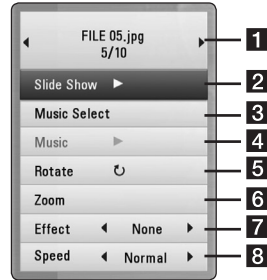 ◄ FILE 05.jpg ►
5/10
1
Slide Show ► 2
Music Select 3
Music ► 4
Rotate ↻ 5
Zoom 6
Effect ◄ None ► 7
Speed ◄ Normal ► 8